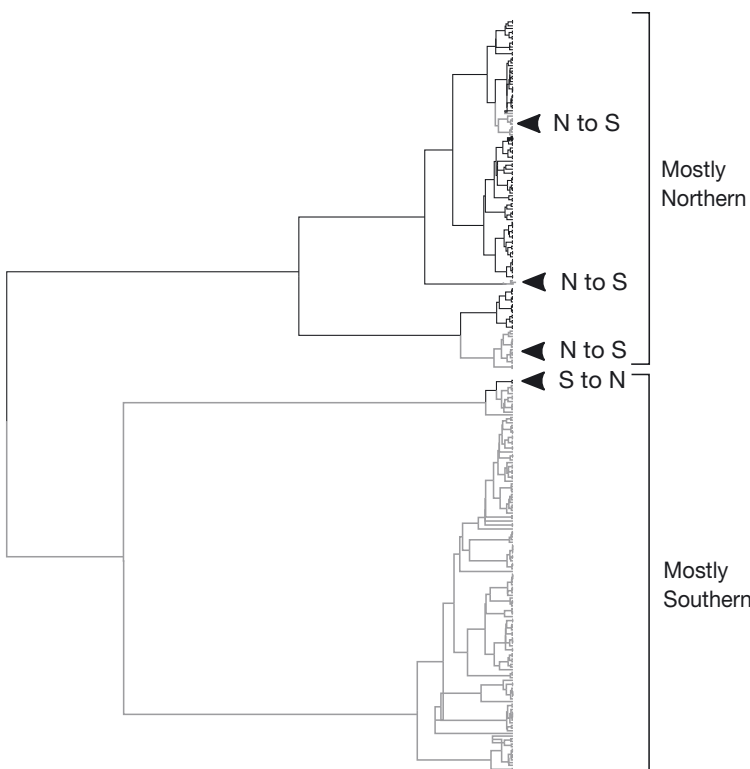 N to S
Mostly
Northern
N to S
N to S
S to N
Mostly
Southern